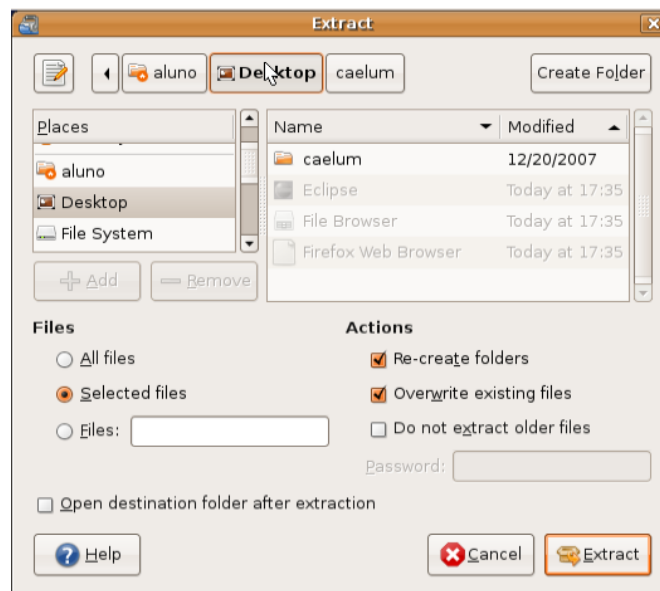 Extract
aluno Desktop caelum Create Folder
Places
aluno
Desktop
File System
Add Remove
Name Modified
caelum 12/20/2007
Eclipse Today at 17:35
File Browser Today at 17:35
Firefox Web Browser Today at 17:35
Files
All files
Selected files
Files:
Actions
Re-create folders
Overwrite existing files
Do not extract older files
Password:
Open destination folder after extraction
Help Cancel Extract